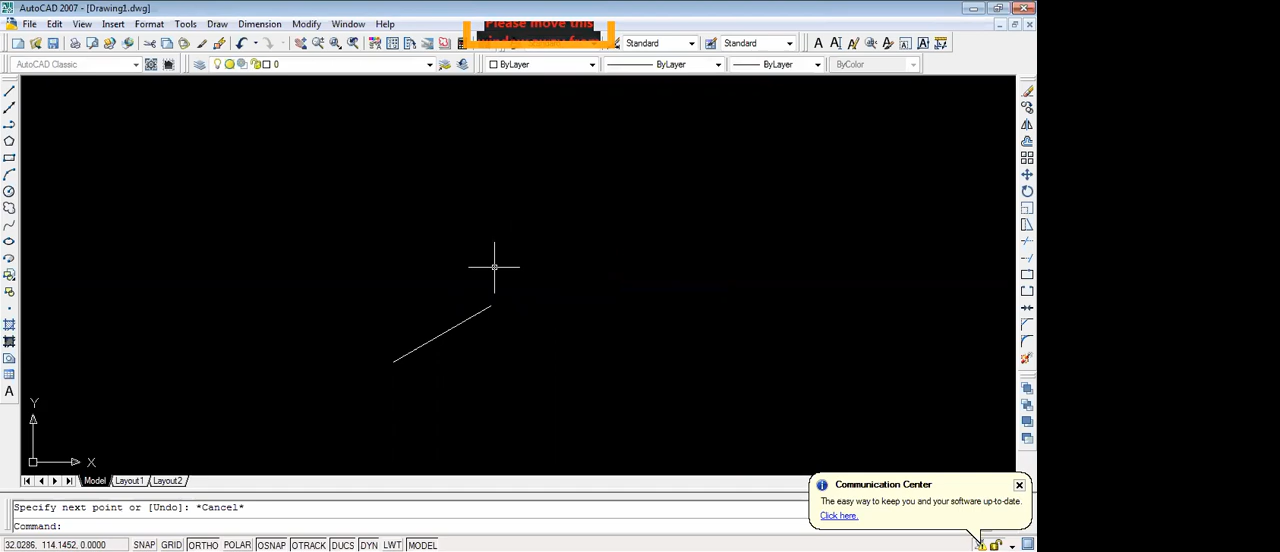 AutoCAD 2007 - [Drawing1.dwg]
File Edit View Insert Format Tools Draw Dimension Modify Window Help
Please move this
window away from
Standard Standard
AutoCAD Classic 0 ByLayer ByLayer ByLayer ByColor
Y
X
Model Layout1 Layout2
Communication Center
The easy way to keep you and your software up-to-date.
Click here.
Specify next point or [Undo]: *Cancel*
Command:
32.0286, 114.1452, 0.0000 SNAP GRID ORTHO POLAR OSNAP OTRACK DUCS DYN LWT MODEL